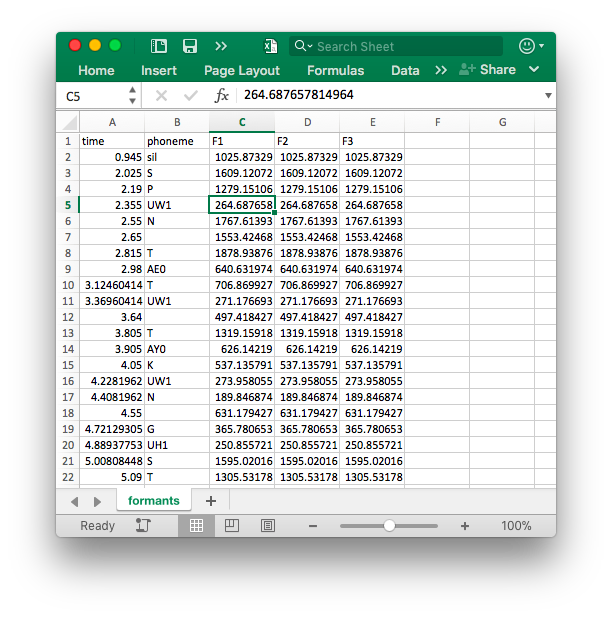 Search Sheet
Home Insert Page Layout Formulas Data >> Share
C5 fx 264.687657814964
A B C D E F G
1 time phoneme F1 F2 F3
2 0.945 sil 1025.87329 1025.87329 1025.87329
3 2.025 S 1609.12072 1609.12072 1609.12072
4 2.19 P 1279.15106 1279.15106 1279.15106
5 2.355 UW1 264.687658 264.687658 264.687658
6 2.55 N 1767.61393 1767.61393 1767.61393
7 2.65 1553.42468 1553.42468 1553.42468
8 2.815 T 1878.93876 1878.93876 1878.93876
9 2.98 AE0 640.631974 640.631974 640.631974
10 3.12460414 T 706.869927 706.869927 706.869927
11 3.36960414 UW1 271.176693 271.176693 271.176693
12 3.64 497.418427 497.418427 497.418427
13 3.805 T 1319.15918 1319.15918 1319.15918
14 3.905 AY0 626.14219 626.14219 626.14219
15 4.05 K 537.135791 537.135791 537.135791
16 4.2281962 UW1 273.958055 273.958055 273.958055
17 4.4081962 N 189.846874 189.846874 189.846874
18 4.55 631.179427 631.179427 631.179427
19 4.72129305 G 365.780653 365.780653 365.780653
20 4.88937753 UH1 250.855721 250.855721 250.855721
21 5.00808448 S 1595.02016 1595.02016 1595.02016
22 5.09 T 1305.53178 1305.53178 1305.53178
formants +
Ready - + 100%